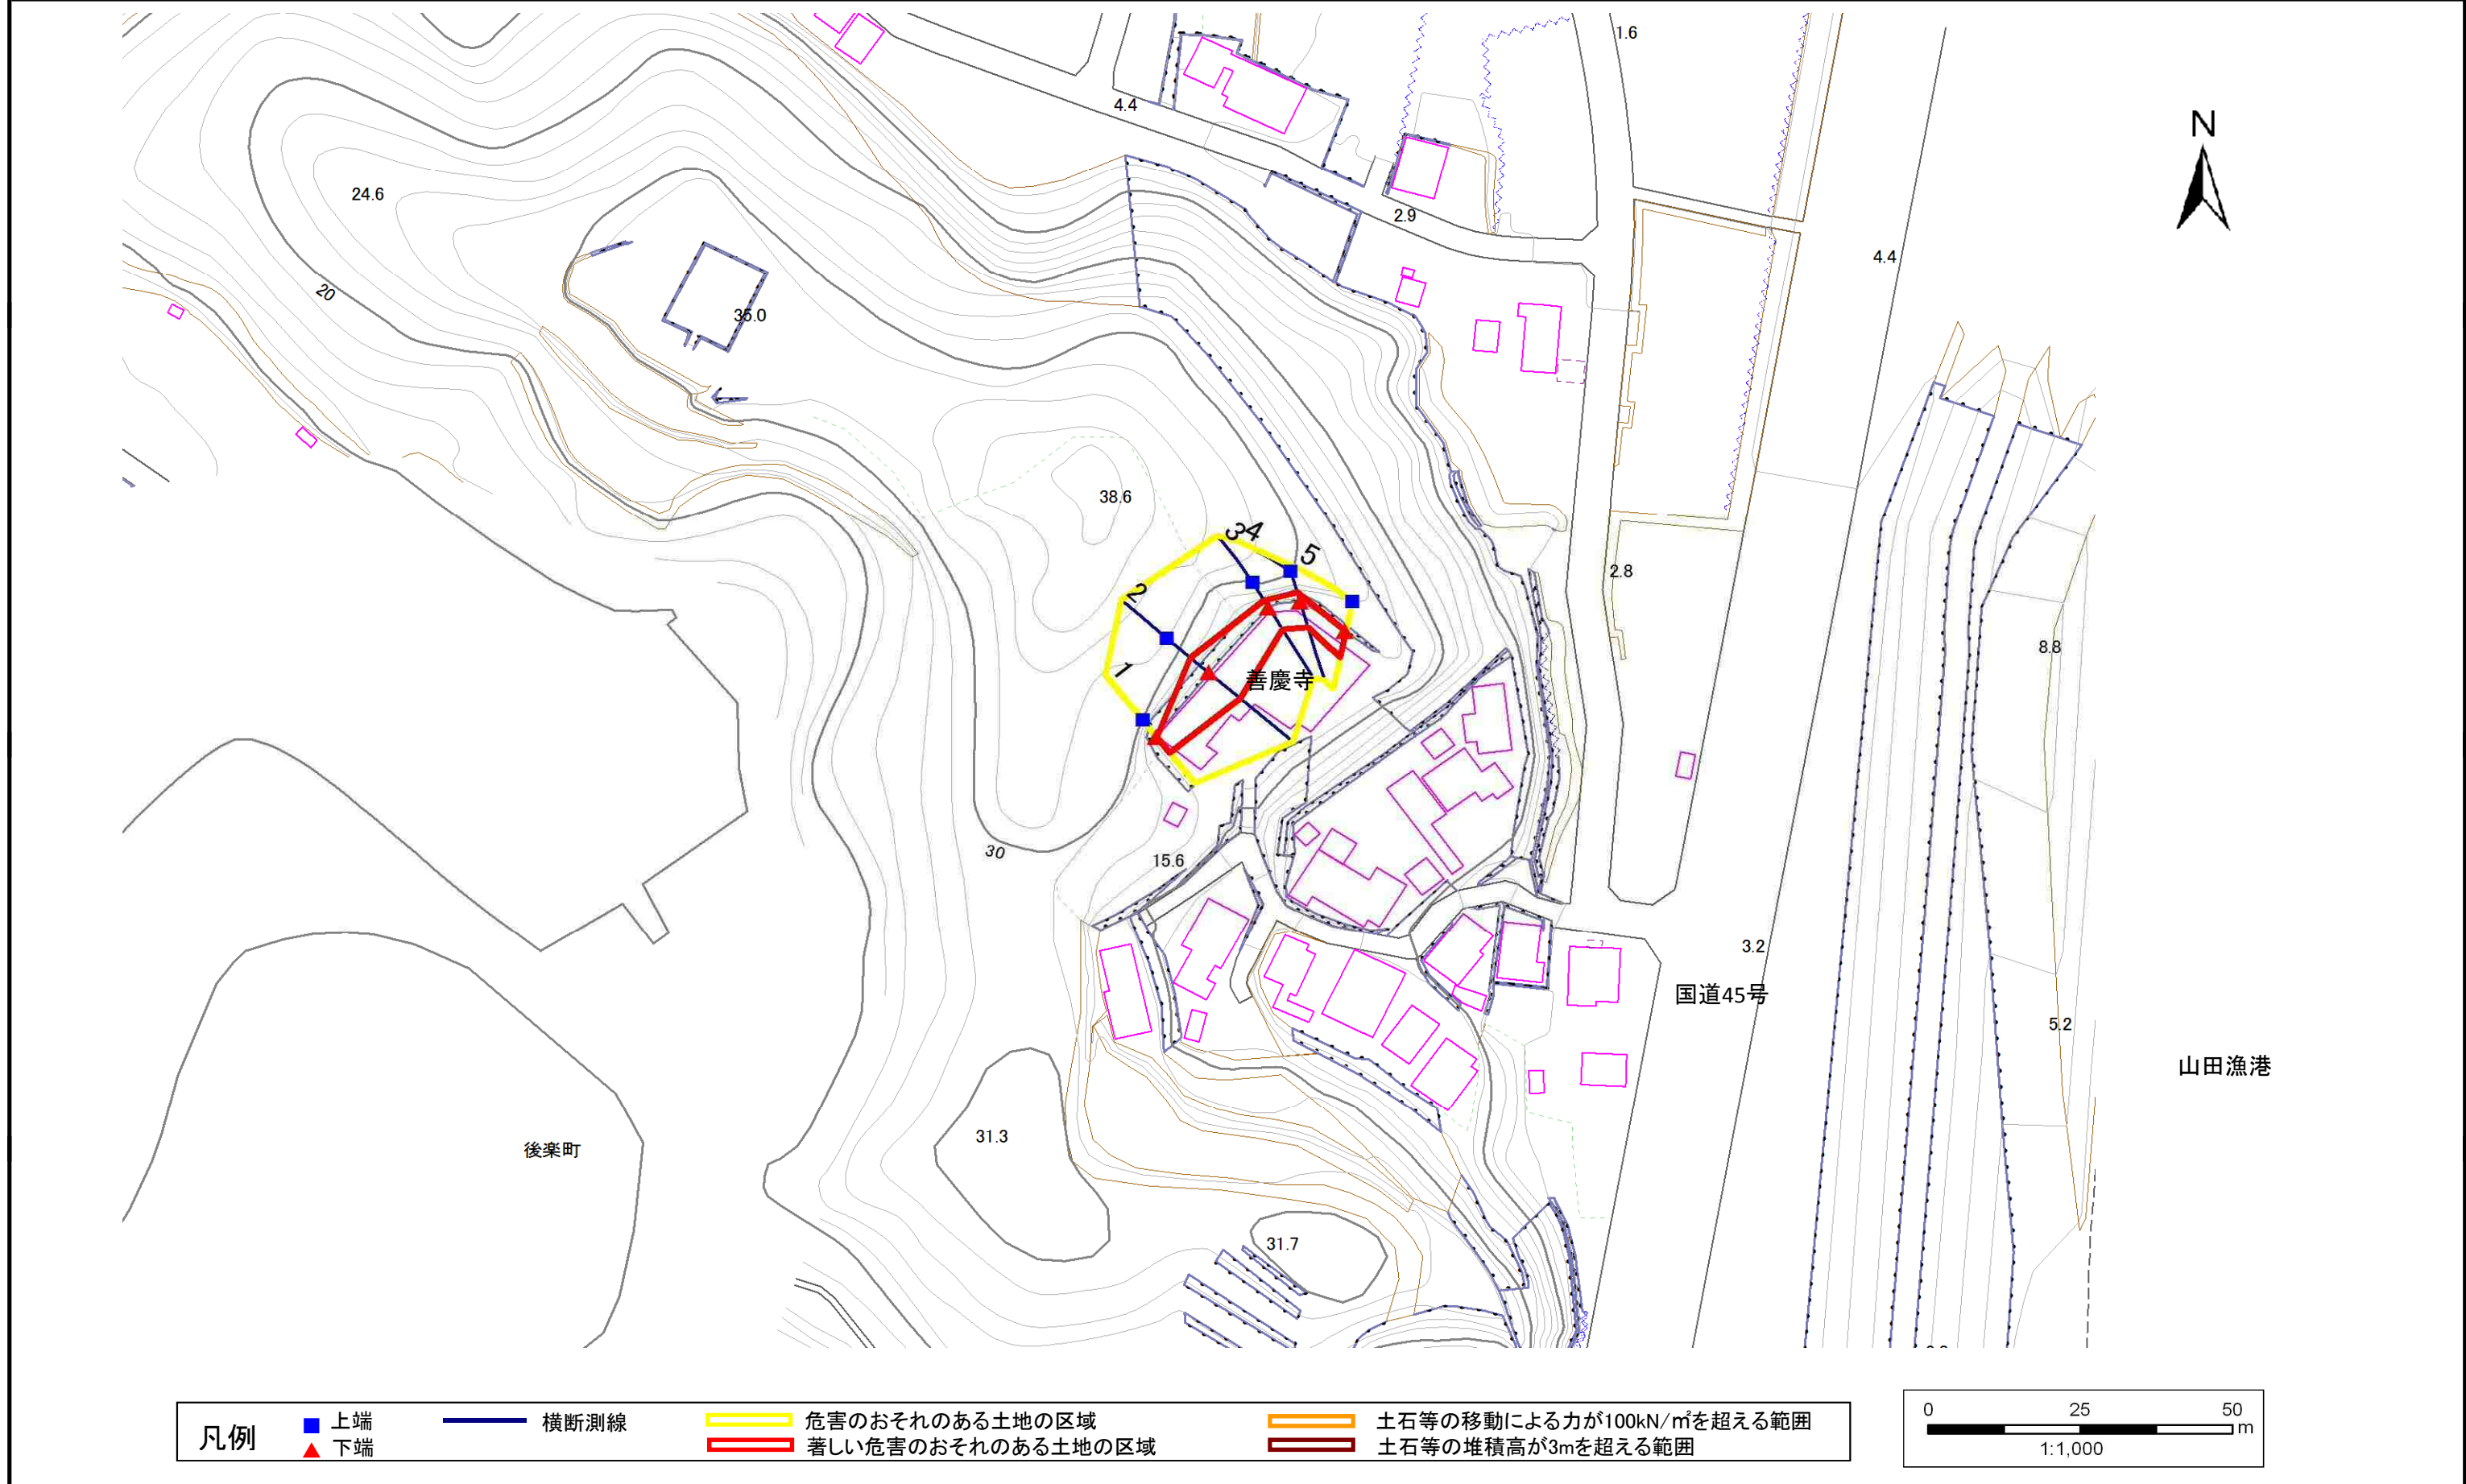 1.6
4.4
N
24.6
2.9
4.4
20
35.0
38.6
3 4
5
2
2.8
1
善慶寺
8.8
30
15.6
3.2
国道45号
5.2
山田漁港
31.3
後楽町
31.7
凡例
上端
下端
横断測線
危害のおそれのある土地の区域
著しい危害のおそれのある土地の区域
土石等の移動による力が100kN/㎡を超える範囲
土石等の堆積高が3mを超える範囲
0 25 50
m
1:1,000